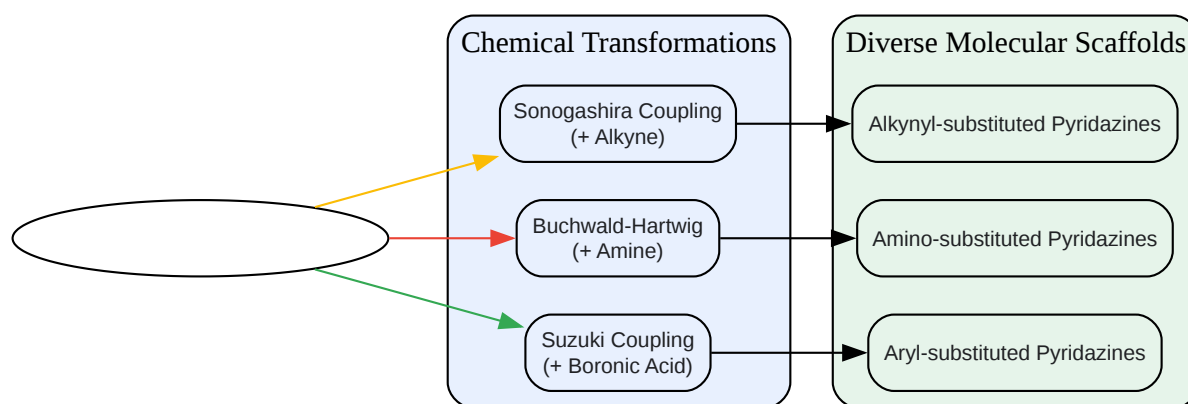 Chemical Transformations
Diverse Molecular Scaffolds
Sonogashira Coupling
(+ Alkyne)
Alkynyl-substituted Pyridazines
Buchwald-Hartwig
(+ Amine)
Amino-substituted Pyridazines
Suzuki Coupling
(+ Boronic Acid)
Aryl-substituted Pyridazines